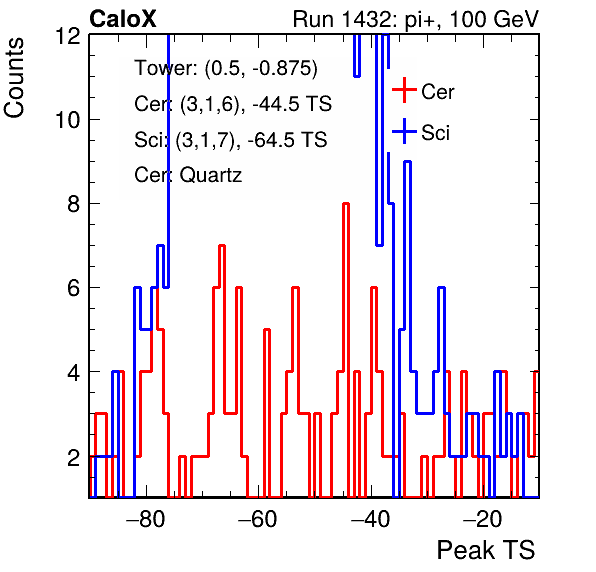 CaloX Run 1432: pi+, 100 GeV
Counts
12
10
8
6
4
2
Tower: (0.5, -0.875)
Cer: (3,1,6), -44.5 TS
Sci: (3,1,7), -64.5 TS
Cer: Quartz
Cer
Sci
−80 −60 −40 −20
Peak TS